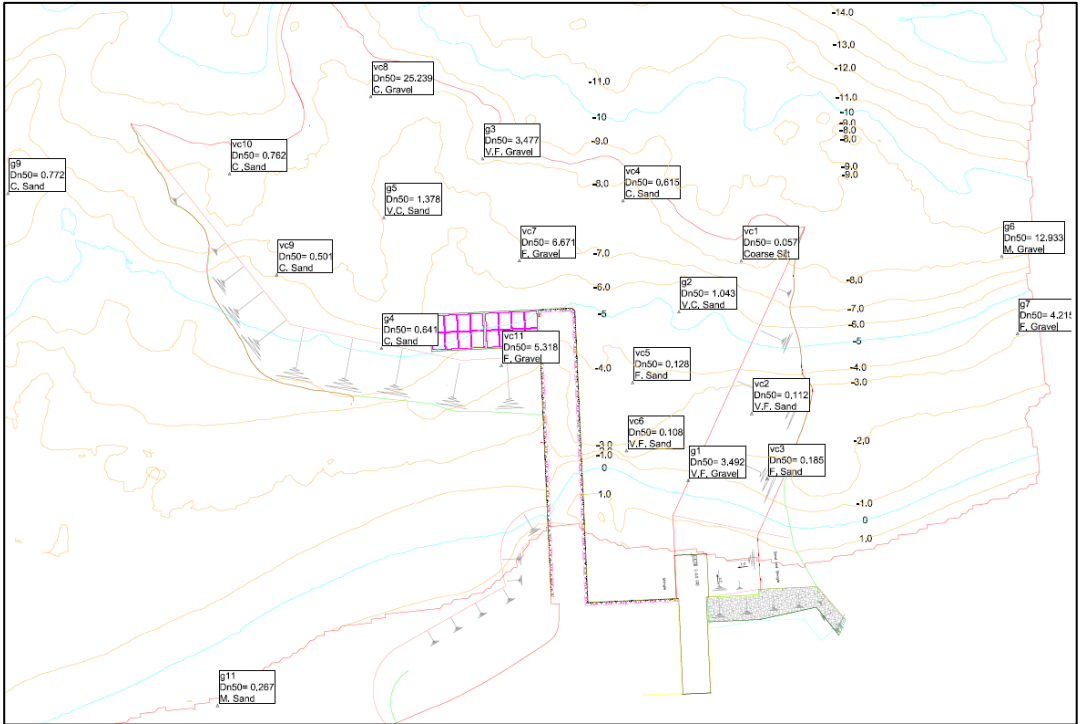 -14.0
-13.0
-12.0
-11.0
-10
-9.0
-8.0
-8.0
-9.0
-9.0
-11.0
-10
-9.0
-8.0
-7.0
-6.0
-5
-4.0
-3.0
-1.0
0
1.0
-8.0
-7.0
-6.0
-5
-4.0
-3.0
-2.0
-1.0
0
1.0
vc8
Dn50= 25.239
C. Gravel
g3
Dn50= 3,477
V.F. Gravel
vc10
Dn50= 0.762
C ,Sand
g9
Dn50= 0.772
C. Sand
g5
Dn50= 1.378
V,C, Sand
vc4
Dn50= 0,615
C. Sand
vc7
Dn50= 6.671
F. Gravel
vc1
Dn50= 0.057
Coarse Silt
g6
Dn50= 12,933
M. Gravel
vc9
Dn50= 0,501
C. Sand
g2
Dn50= 1.043
V,C, Sand
g7
Dn50= 4.215
F, Gravel
g4
Dn50= 0,641
C, Sand
vc11
Dn50= 5.318
F, Gravel
vc5
Dn50= 0,128
F. Sand
vc2
Dn50= 0,112
V.F. Sand
vc6
Dn50= 0.108
V,F, Sand
g1
Dn50= 3,492
V,F, Gravel
vc3
Dn50= 0.185
F, Sand
g11
Dn50= 0,267
M. Sand